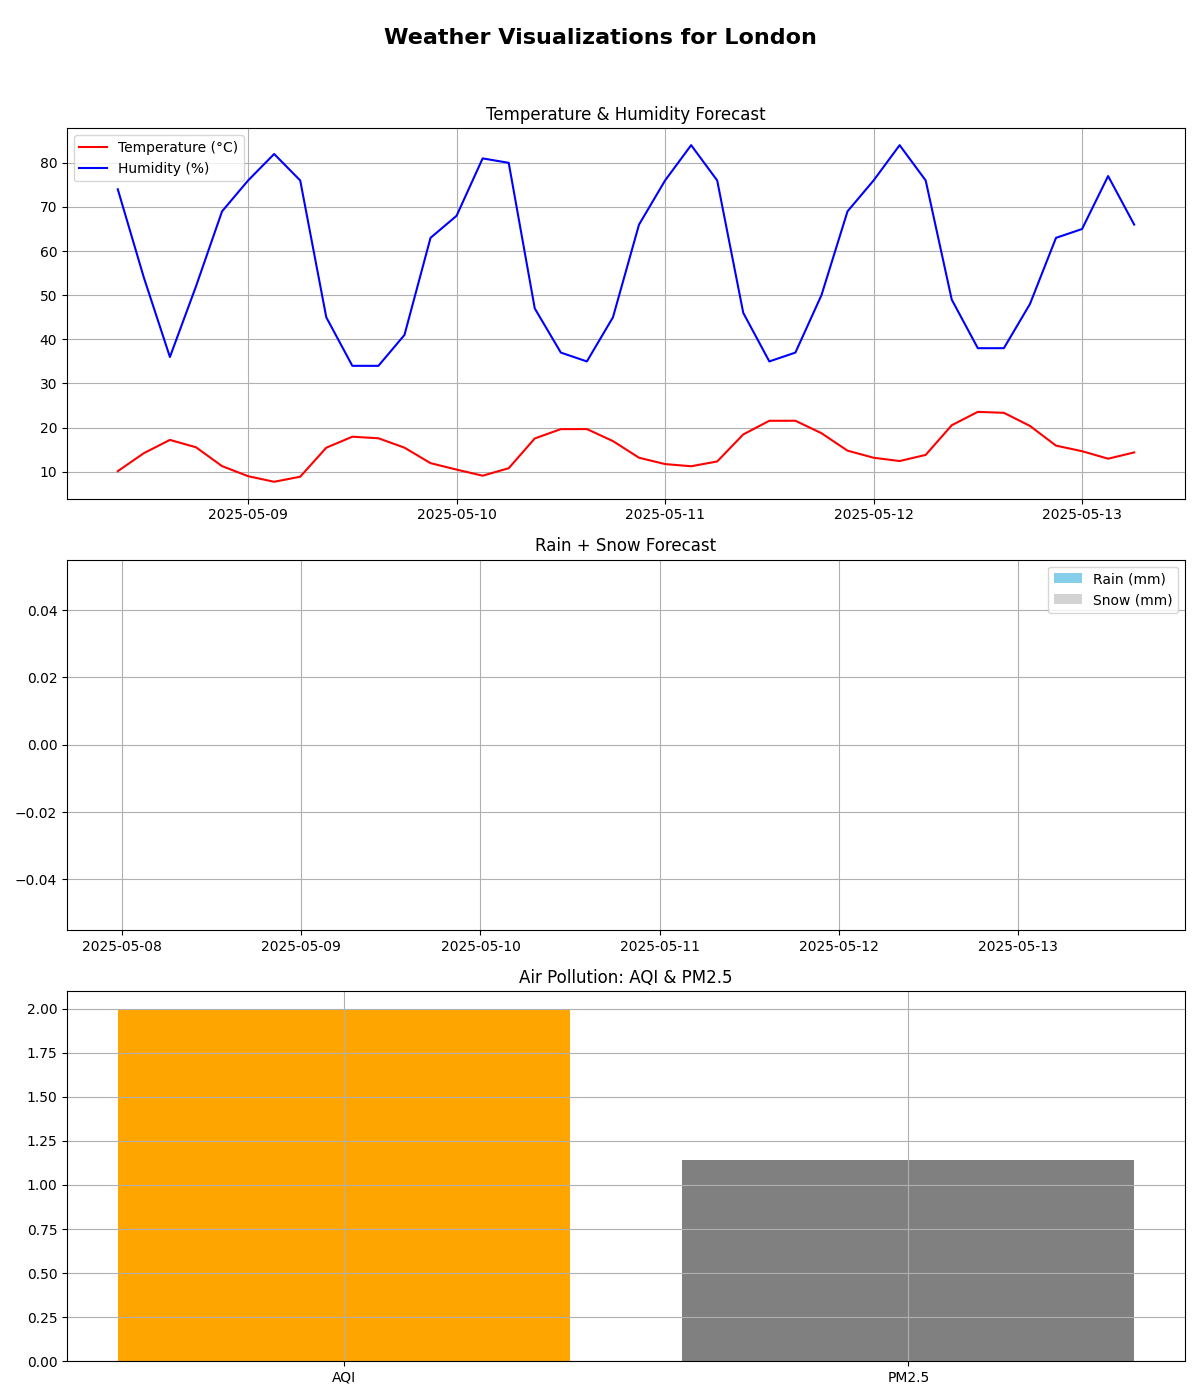 Weather Visualizations for London
Temperature & Humidity Forecast
Temperature (°C)
Humidity (%)
80
70
60
50
40
30
20
10
2025-05-09 2025-05-10 2025-05-11 2025-05-12 2025-05-13
Rain + Snow Forecast
Rain (mm)
Snow (mm)
0.04
0.02
0.00
−0.02
−0.04
2025-05-08 2025-05-09 2025-05-10 2025-05-11 2025-05-12 2025-05-13
Air Pollution: AQI & PM2.5
2.00
1.75
1.50
1.25
1.00
0.75
0.50
0.25
0.00
AQI PM2.5